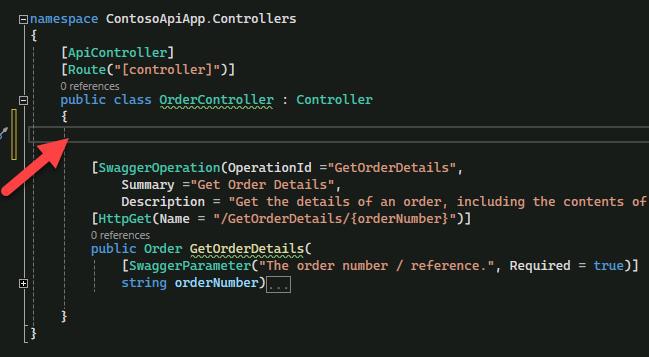 namespace ContosoApiApp.Controllers
{
[ApiController]
[Route("[controller]")]
0 references
public class OrderController : Controller
{
[SwaggerOperation(OperationId ="GetOrderDetails",
Summary ="Get Order Details",
Description = "Get the details of an order, including the contents of
[HttpGet(Name = "/GetOrderDetails/{orderNumber}")]
0 references
public Order GetOrderDetails(
[SwaggerParameter("The order number / reference.", Required = true)]
string orderNumber)...
}
}